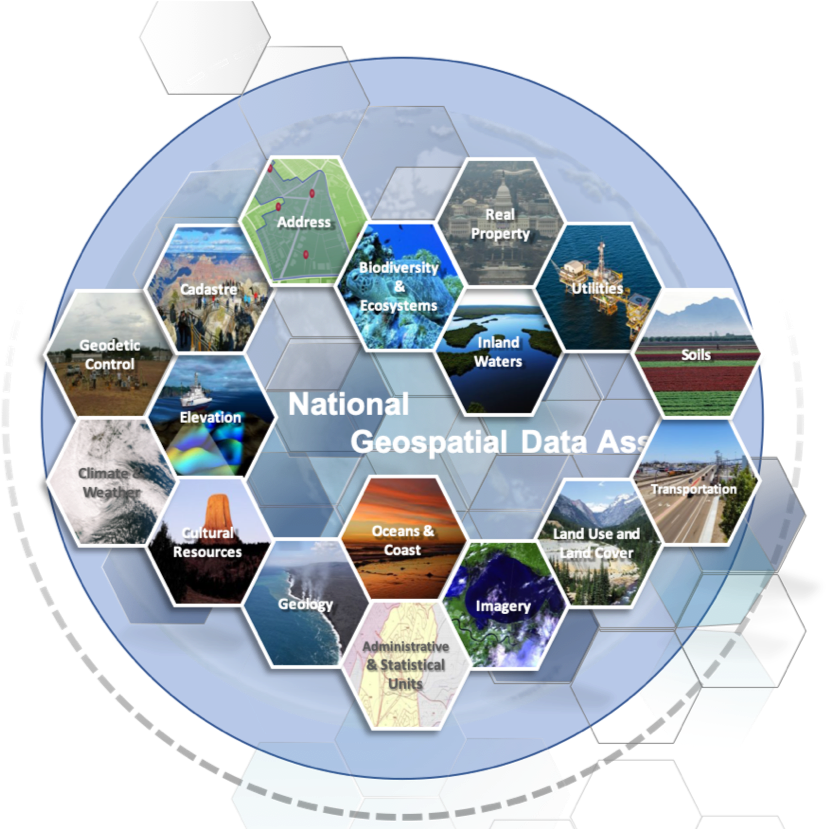 Address
Real
Property
Biodiversity
&
Ecosystems
Cadastre
Utilities
Geodetic
Control
Inland
Waters
Soils
National
Geospatial Data Ass
Elevation
Climate &
Weather
Transportation
Cultural
Resources
Oceans &
Coast
Land Use and
Land Cover
Geology
Imagery
Administrative
& Statistical
Units